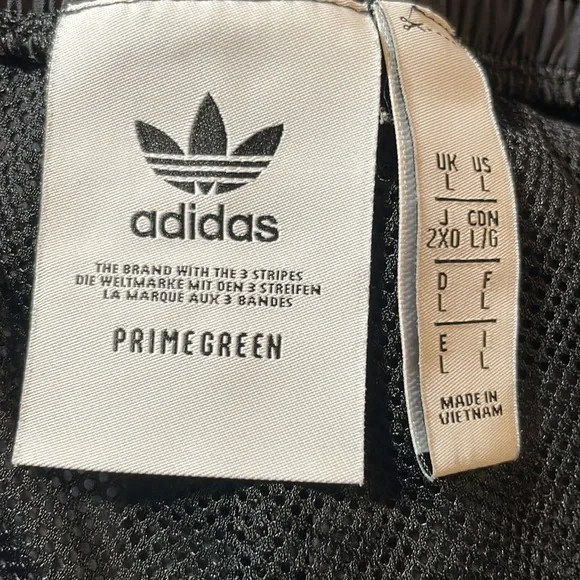 adidas
THE BRAND WITH THE 3 STRIPES
DIE WELTMARKE MIT DEN 3 STREIFEN
LA MARQUE AUX 3 BANDES
PRIMEGREEN
UK US
L L
J CDN
2XO L/G
D F
L L
E I
L L
MADE IN
VIETNAM